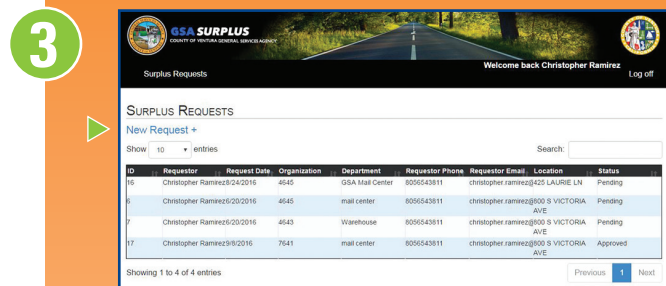 3
GSA SURPLUS
COUNTY OF VENTURA GENERAL SERVICES AGENCY
Welcome back Christopher Ramirez
Surplus Requests
Log off
SURPLUS REQUESTS
New Request +
Show 10 entries
Search:
ID Requestor Request Date Organization Department Requestor Phone Requestor Email Location Status
16 Christopher Ramirez 8/24/2016 4645 GSA Mail Center 8056543811 christopher.ramirez@ 425 LAURIE LN Pending
6 Christopher Ramirez 6/20/2016 4645 mail center 8056543811 christopher.ramirez@ 800 S VICTORIA Pending
AVE
7 Christopher Ramirez 6/20/2016 4643 Warehouse 8056543811 christopher.ramirez@ 800 S VICTORIA Pending
AVE
17 Christopher Ramirez 9/8/2016 7641 mail center 8056543811 christopher.ramirez@ 800 S VICTORIA Approved
AVE
Showing 1 to 4 of 4 entries
Previous 1 Next